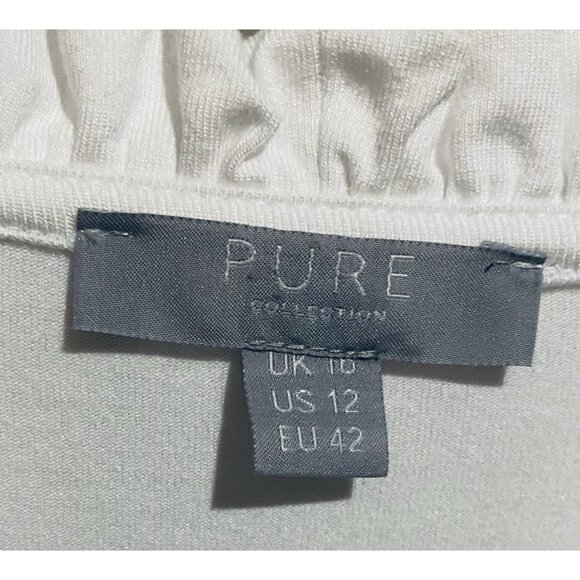 PURE
COLLECTION
UK 16
US 12
EU 42